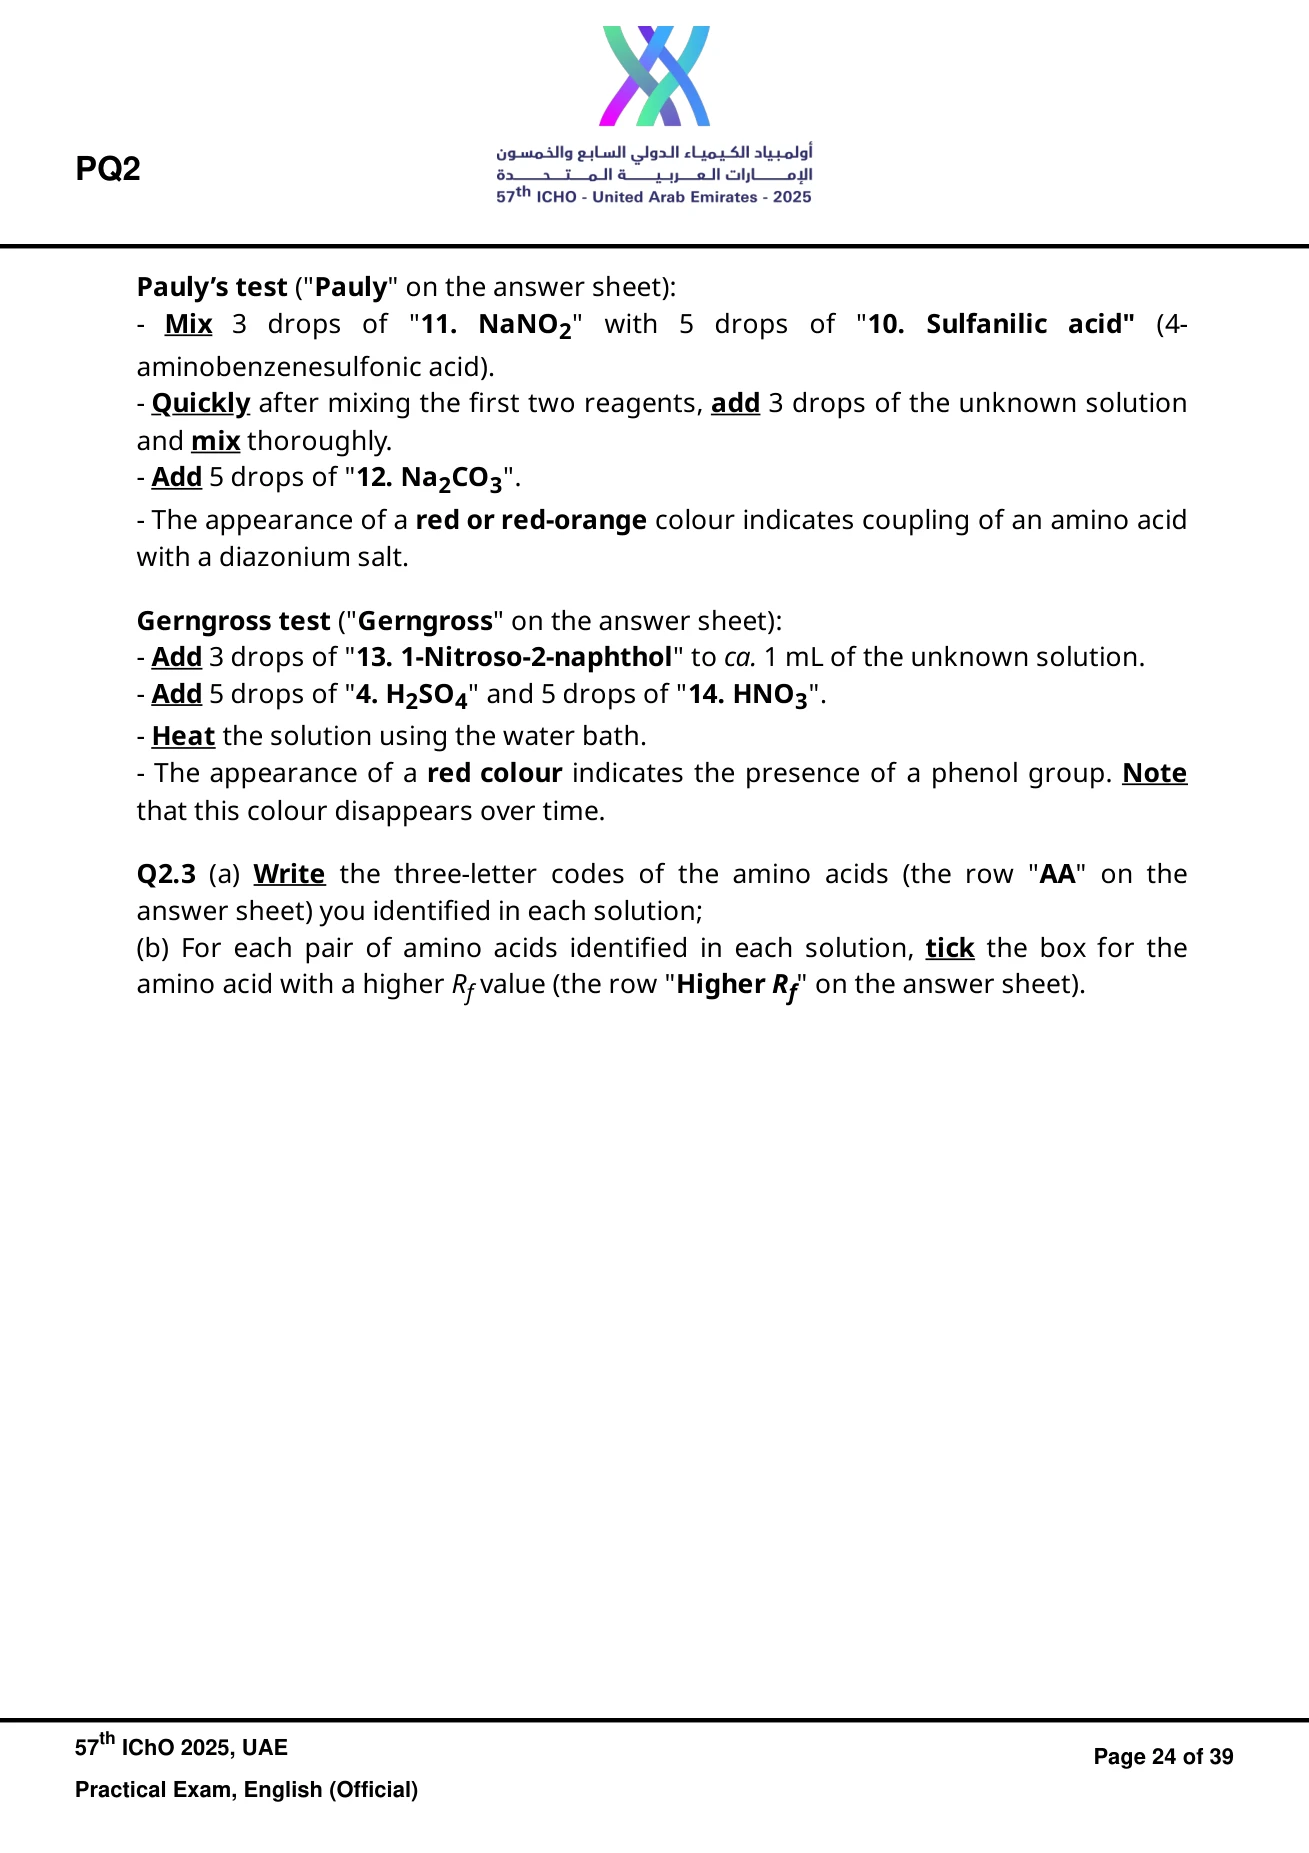 PQ2
أولمبياد الكيمياء الدولي السابع والخمسون
الإمــــارات العــربيــــة المــتــحــــدة
57th ICHO - United Arab Emirates - 2025
Pauly’s test ("Pauly" on the answer sheet):
- Mix 3 drops of "11. NaNO2" with 5 drops of "10. Sulfanilic acid" (4-
aminobenzenesulfonic acid).
- Quickly after mixing the first two reagents, add 3 drops of the unknown solution
and mix thoroughly.
- Add 5 drops of "12. Na2CO3".
- The appearance of a red or red-orange colour indicates coupling of an amino acid
with a diazonium salt.
Gerngross test ("Gerngross" on the answer sheet):
- Add 3 drops of "13. 1-Nitroso-2-naphthol" to ca. 1 mL of the unknown solution.
- Add 5 drops of "4. H2SO4" and 5 drops of "14. HNO3".
- Heat the solution using the water bath.
- The appearance of a red colour indicates the presence of a phenol group. Note
that this colour disappears over time.
Q2.3 (a) Write the three-letter codes of the amino acids (the row "AA" on the
answer sheet) you identified in each solution;
(b) For each pair of amino acids identified in each solution, tick the box for the
amino acid with a higher Rf value (the row "Higher Rf" on the answer sheet).
57th IChO 2025, UAE
Practical Exam, English (Official)
Page 24 of 39